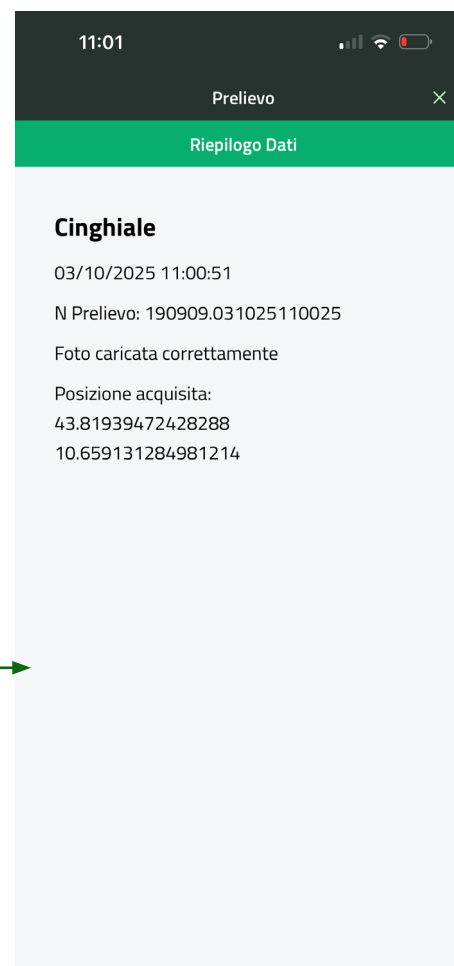 11:01
Prelievo
Riepilogo Dati
Cinghiale
03/10/2025 11:00:51
N Prelievo: 190909.031025110025
Foto caricata correttamente
Posizione acquisita:
43.81939472428288
10.659131284981214